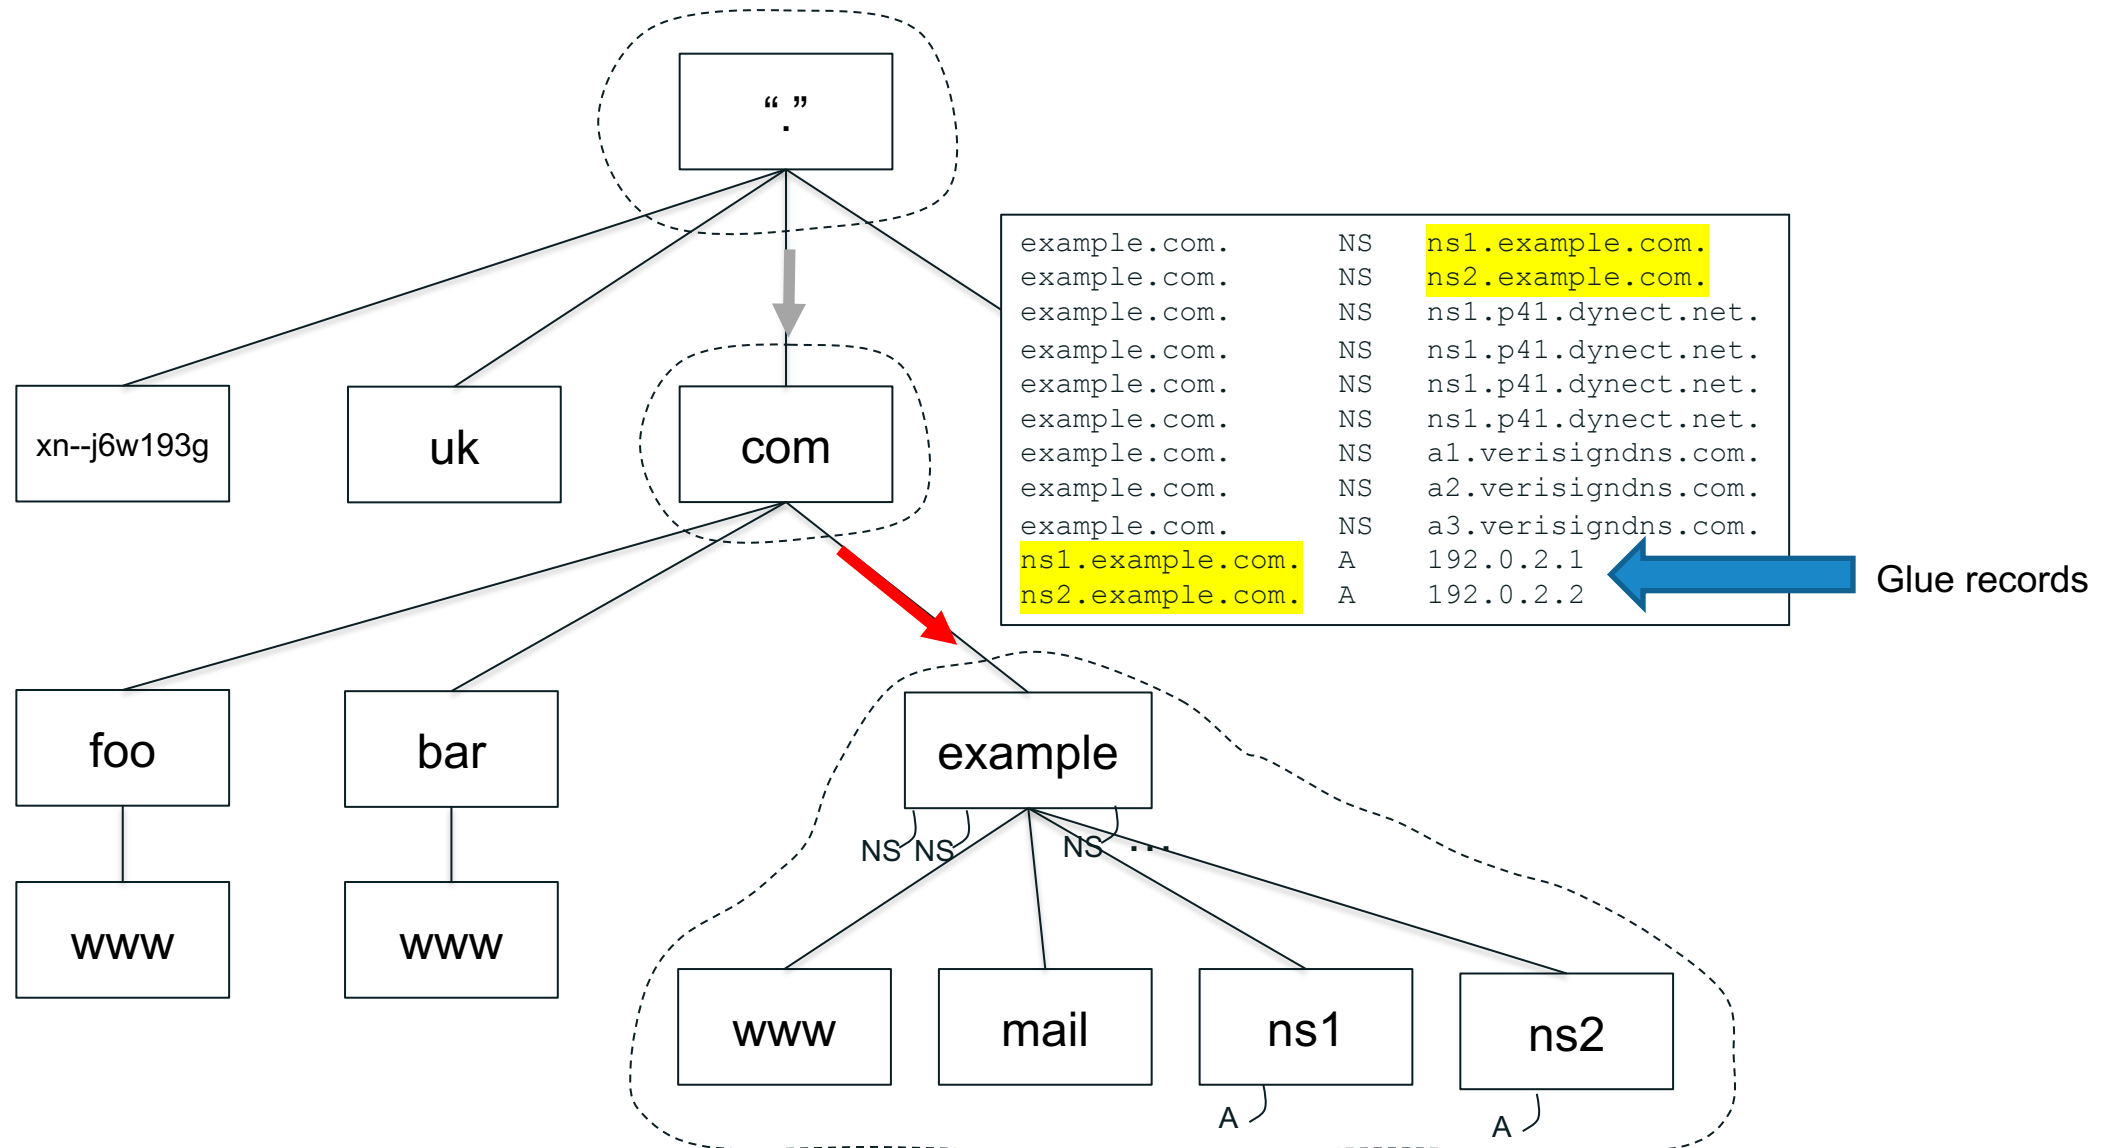 “.”
example.com. NS ns1.example.com.
example.com. NS ns2.example.com.
example.com. NS ns1.p41.dynect.net.
example.com. NS ns1.p41.dynect.net.
example.com. NS ns1.p41.dynect.net.
example.com. NS ns1.p41.dynect.net.
example.com. NS a1.verisigndns.com.
example.com. NS a2.verisigndns.com.
example.com. NS a3.verisigndns.com.
ns1.example.com. A 192.0.2.1
ns2.example.com. A 192.0.2.2
Glue records
xn--j6w193g
uk
com
foo
bar
example
NS NS NS ...
www
www
www
mail
ns1
ns2
A
A